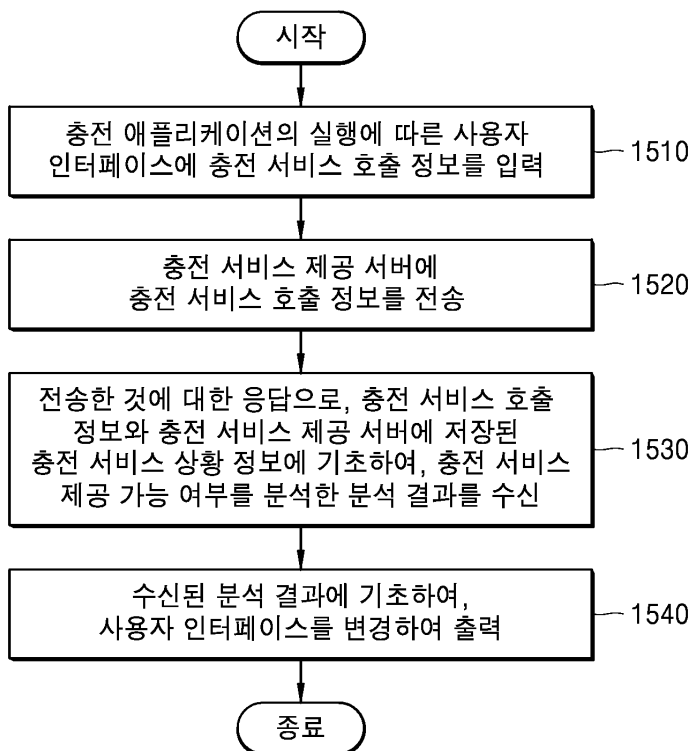 시작
충전 애플리케이션의 실행에 따른 사용자
인터페이스에 충전 서비스 호출 정보를 입력
1510
충전 서비스 제공 서버에
충전 서비스 호출 정보를 전송
1520
전송한 것에 대한 응답으로, 충전 서비스 호출
정보와 충전 서비스 제공 서버에 저장된
충전 서비스 상황 정보에 기초하여, 충전 서비스
제공 가능 여부를 분석한 분석 결과를 수신
1530
수신된 분석 결과에 기초하여,
사용자 인터페이스를 변경하여 출력
1540
종료